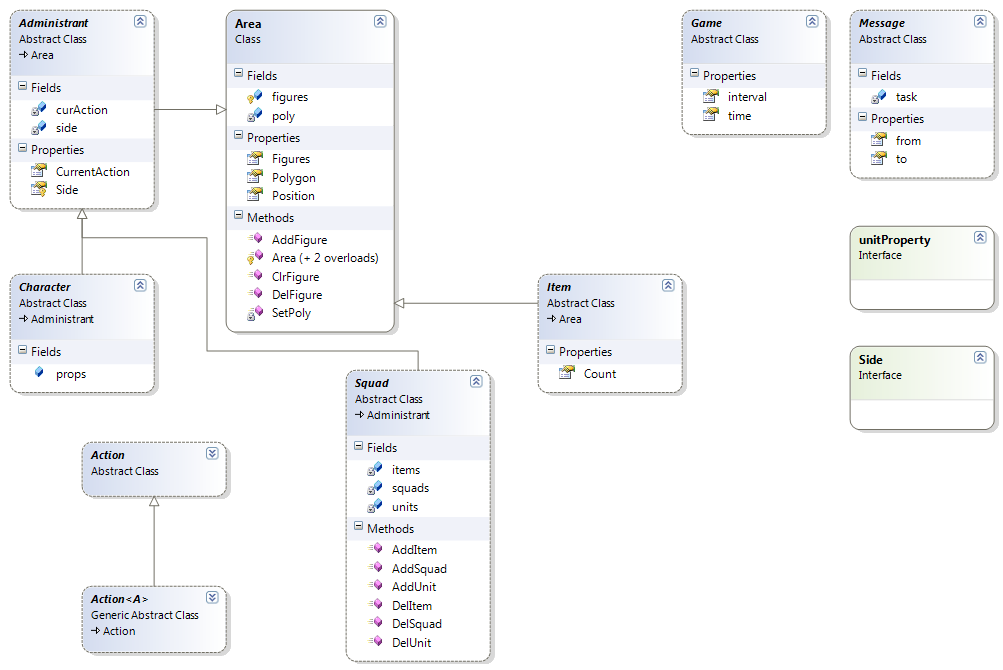 Administrant
Abstract Class
Area
Fields
curAction
side
Properties
CurrentAction
Side
Area
Class
Fields
figures
poly
Properties
Figures
Polygon
Position
Methods
AddFigure
Area (+ 2 overloads)
ClrFigure
DelFigure
SetPoly
Game
Abstract Class
Properties
interval
time
Message
Abstract Class
Fields
task
Properties
from
to
unitProperty
Interface
Side
Interface
Character
Abstract Class
Administrant
Fields
props
Item
Abstract Class
Area
Properties
Count
Squad
Abstract Class
Administrant
Fields
items
squads
units
Methods
AddItem
AddSquad
AddUnit
DelItem
DelSquad
DelUnit
Action
Abstract Class
Action<A>
Generic Abstract Class
Action